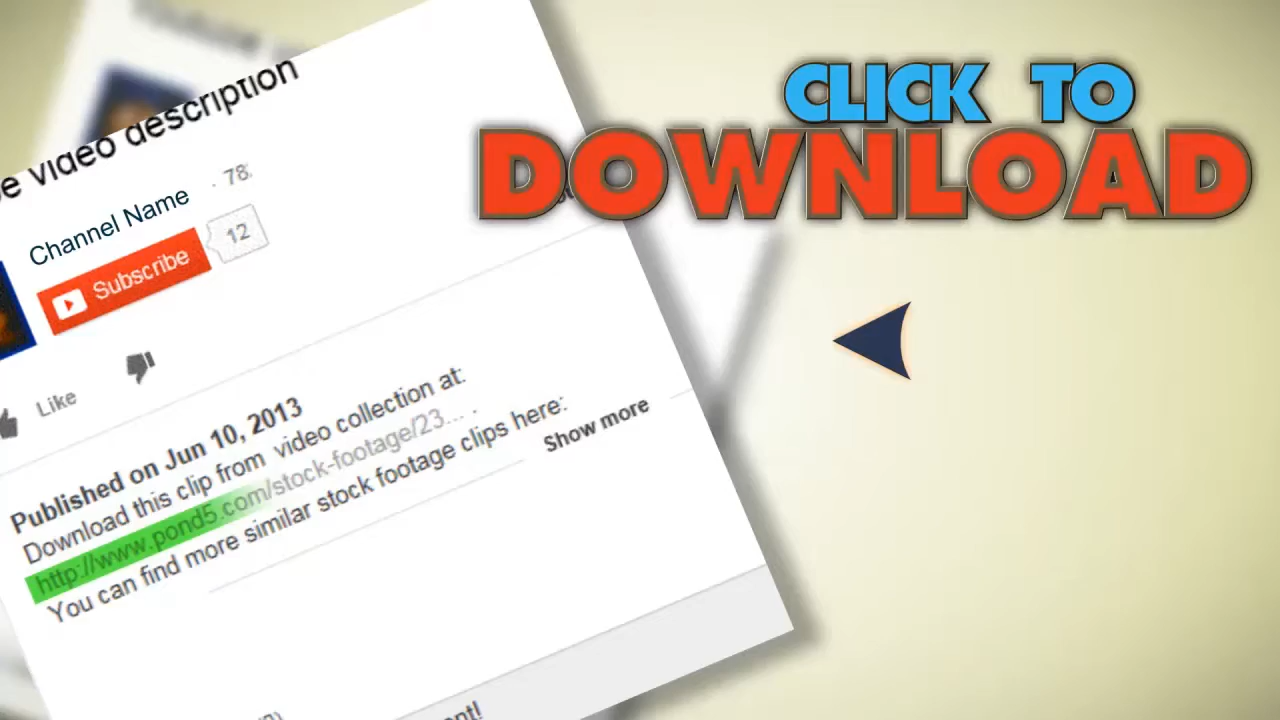 CLICK TO
DOWNLOAD
video description
Channel Name
Subscribe
12
Like
Published on Jun 10, 2013
Download this clip from video collection at:
http://www.pond5.com/stock-footage/23... .
You can find more similar stock footage clips here:
Show more